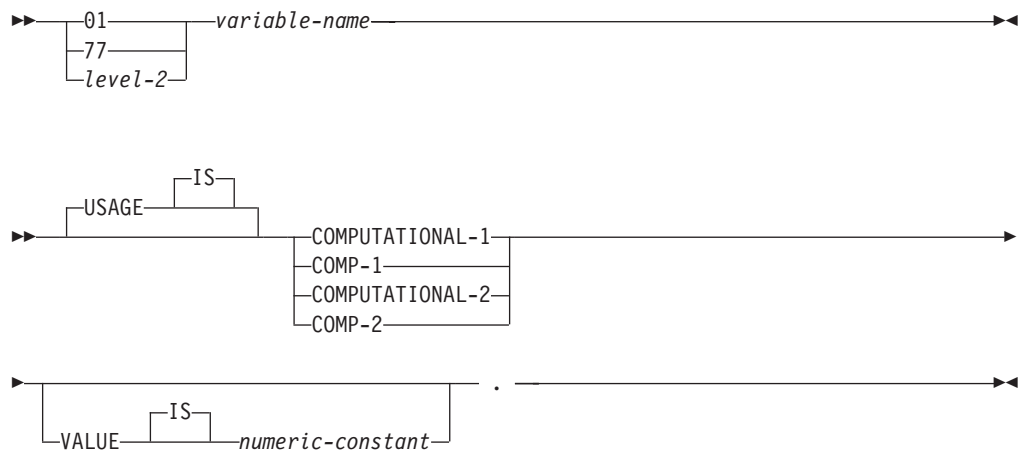 01 variable-name
77
level-2
IS
USAGE
COMPUTATIONAL-1
COMP-1
COMPUTATIONAL-2
COMP-2
.
IS
VALUE numeric-constant